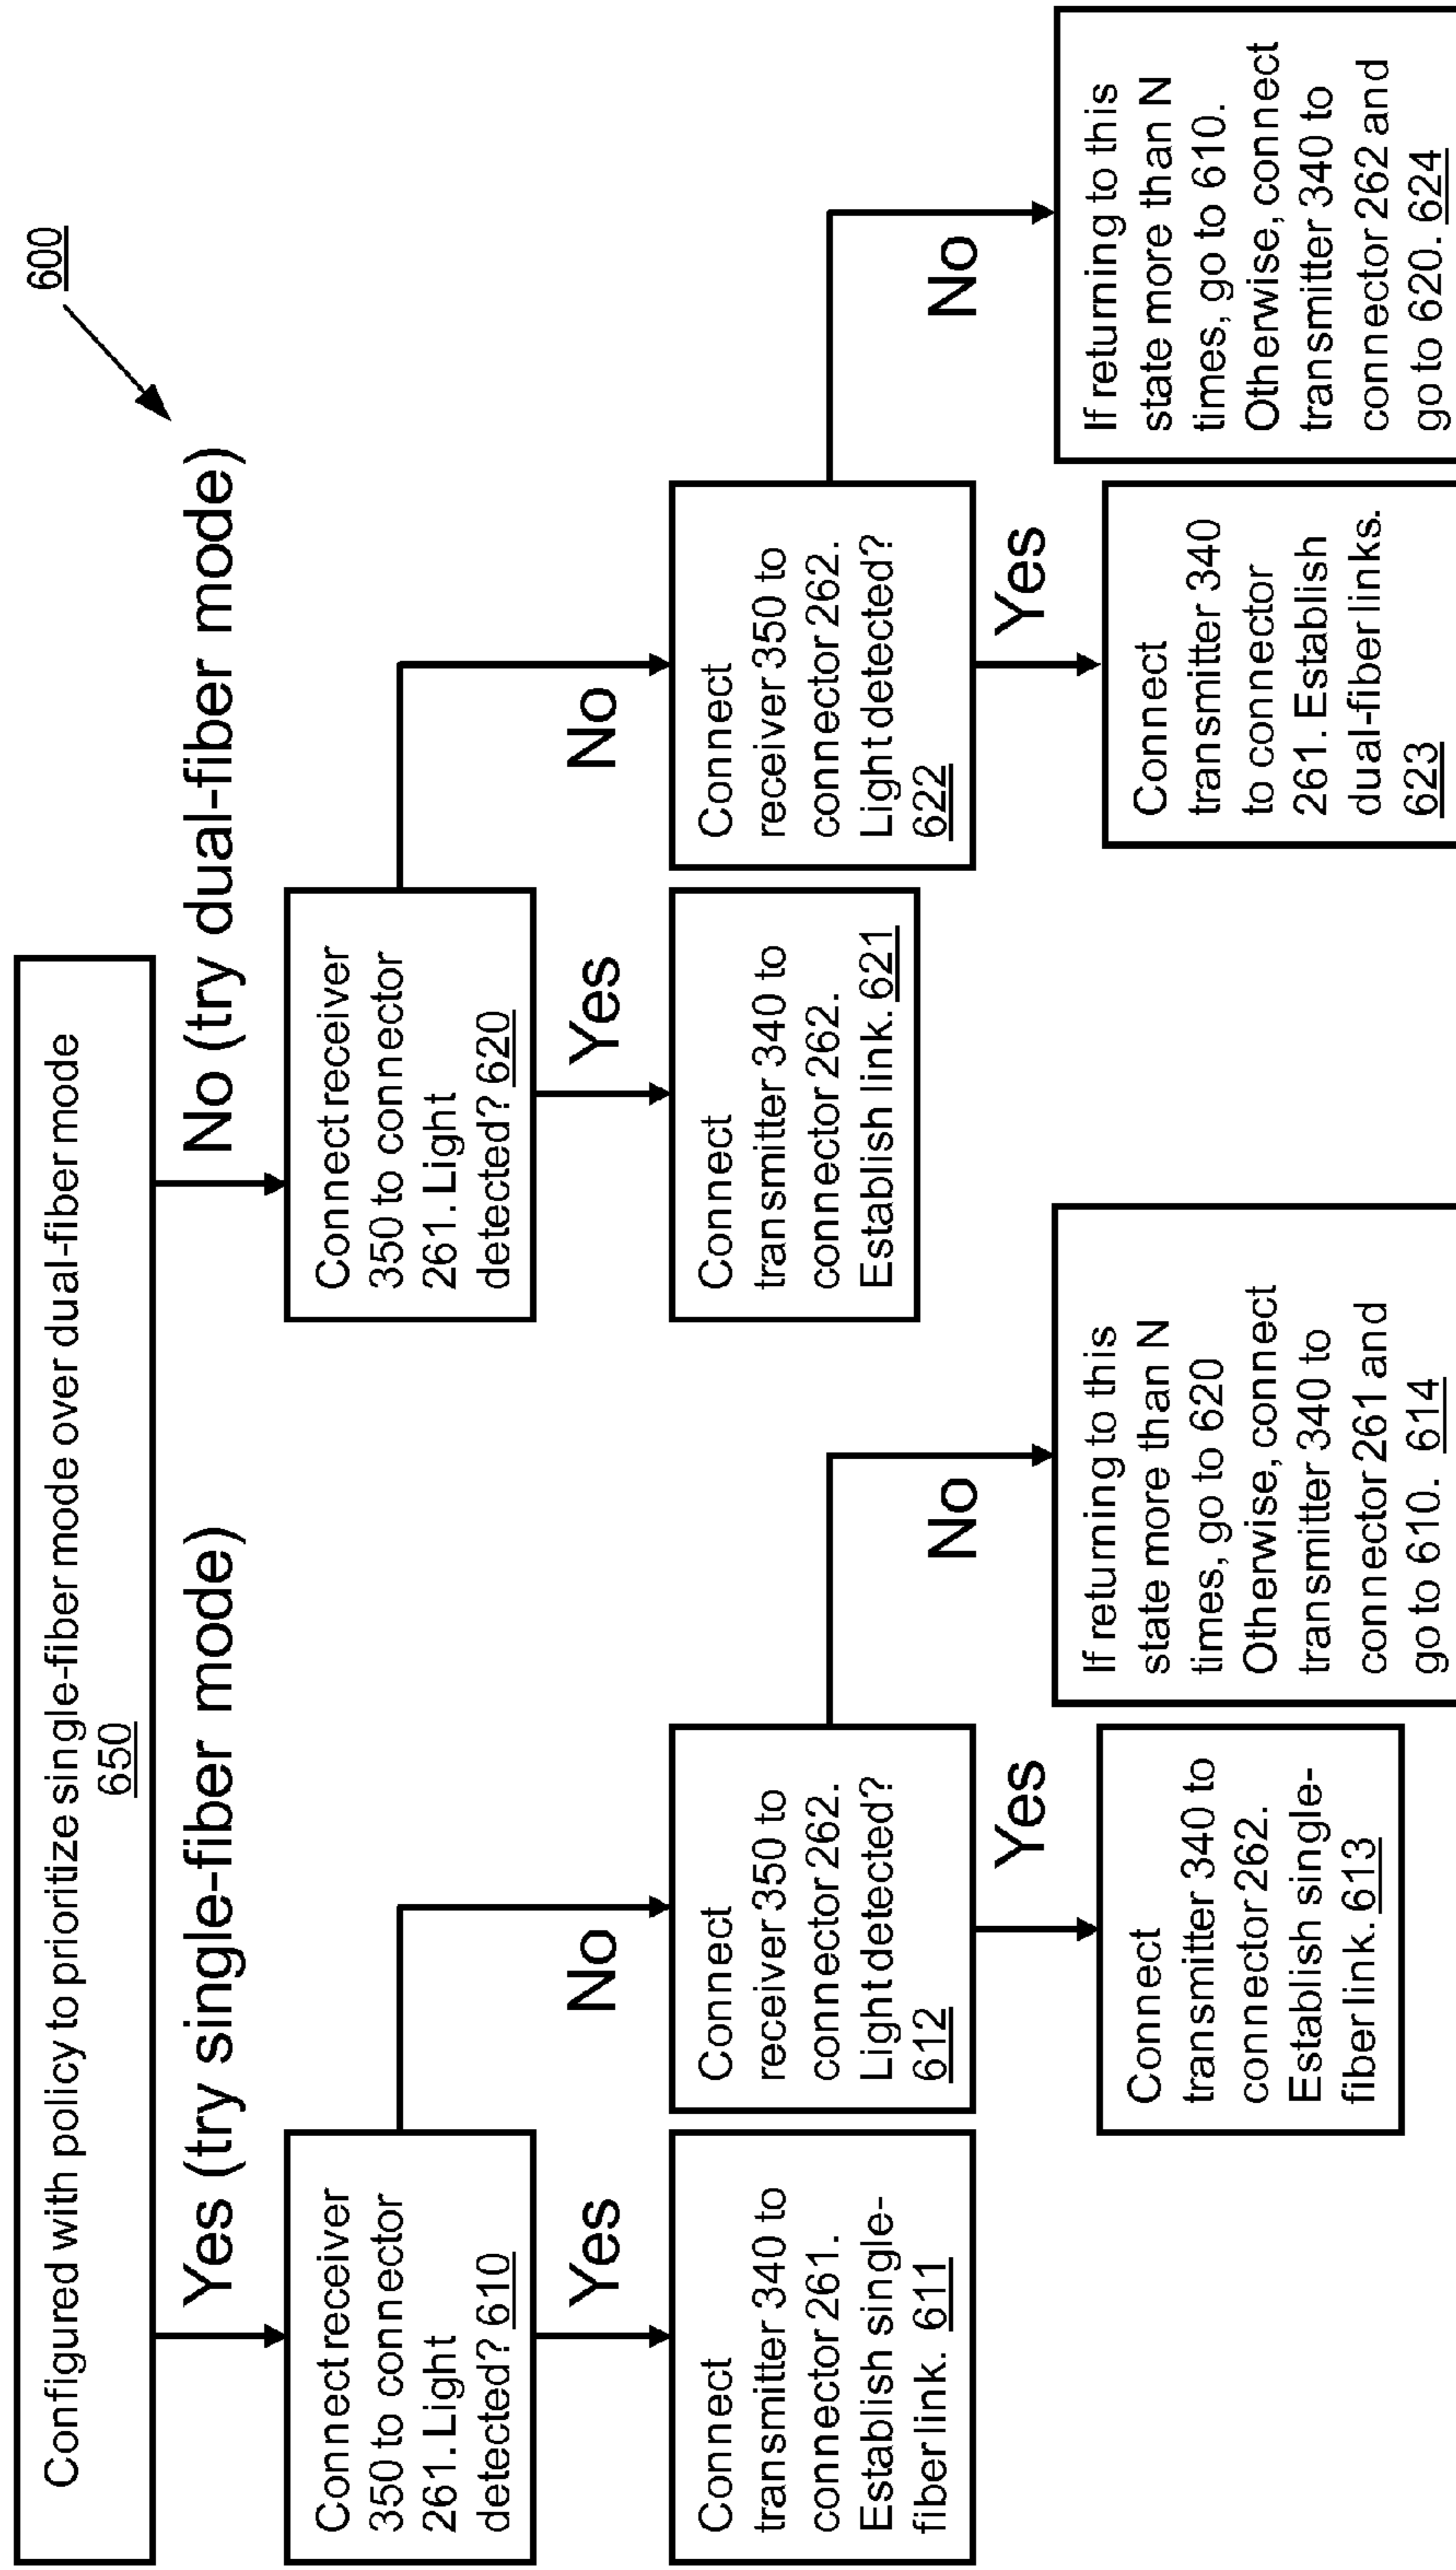 600
Configured with policy to prioritize single-fiber mode over dual-fiber mode
650
Yes (try single-fiber mode)
No (try dual-fiber mode)
Connect receiver
350 to connector
261. Light
detected? 610
Yes
No
Connect
transmitter 340 to
connector 261.
Establish single-
fiber link. 611
Connect
receiver 350 to
connector 262.
Light detected?
612
Yes
No
Connect
transmitter 340 to
connector 262.
Establish single-
fiber link. 613
If returning to this
state more than N
times, go to 620
Otherwise, connect
transmitter 340 to
connector 261 and
go to 610. 614
Connect receiver
350 to connector
261. Light
detected? 620
Yes
No
Connect
transmitter 340 to
connector 262.
Establish link. 621
Connect
receiver 350 to
connector 262.
Light detected?
622
Yes
No
Connect
transmitter 340
to connector
261. Establish
dual-fiber links.
623
If returning to this
state more than N
times, go to 610.
Otherwise, connect
transmitter 340 to
connector 262 and
go to 620. 624